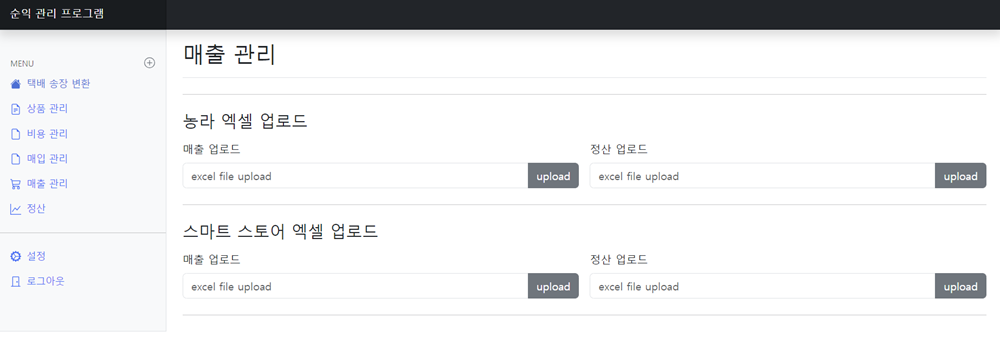 순익 관리 프로그램
MENU
택배 송장 변환
상품 관리
비용 관리
매입 관리
매출 관리
정산
설정
로그아웃
매출 관리
농라 엑셀 업로드
매출 업로드
excel file upload
upload
정산 업로드
excel file upload
upload
스마트 스토어 엑셀 업로드
매출 업로드
excel file upload
upload
정산 업로드
excel file upload
upload